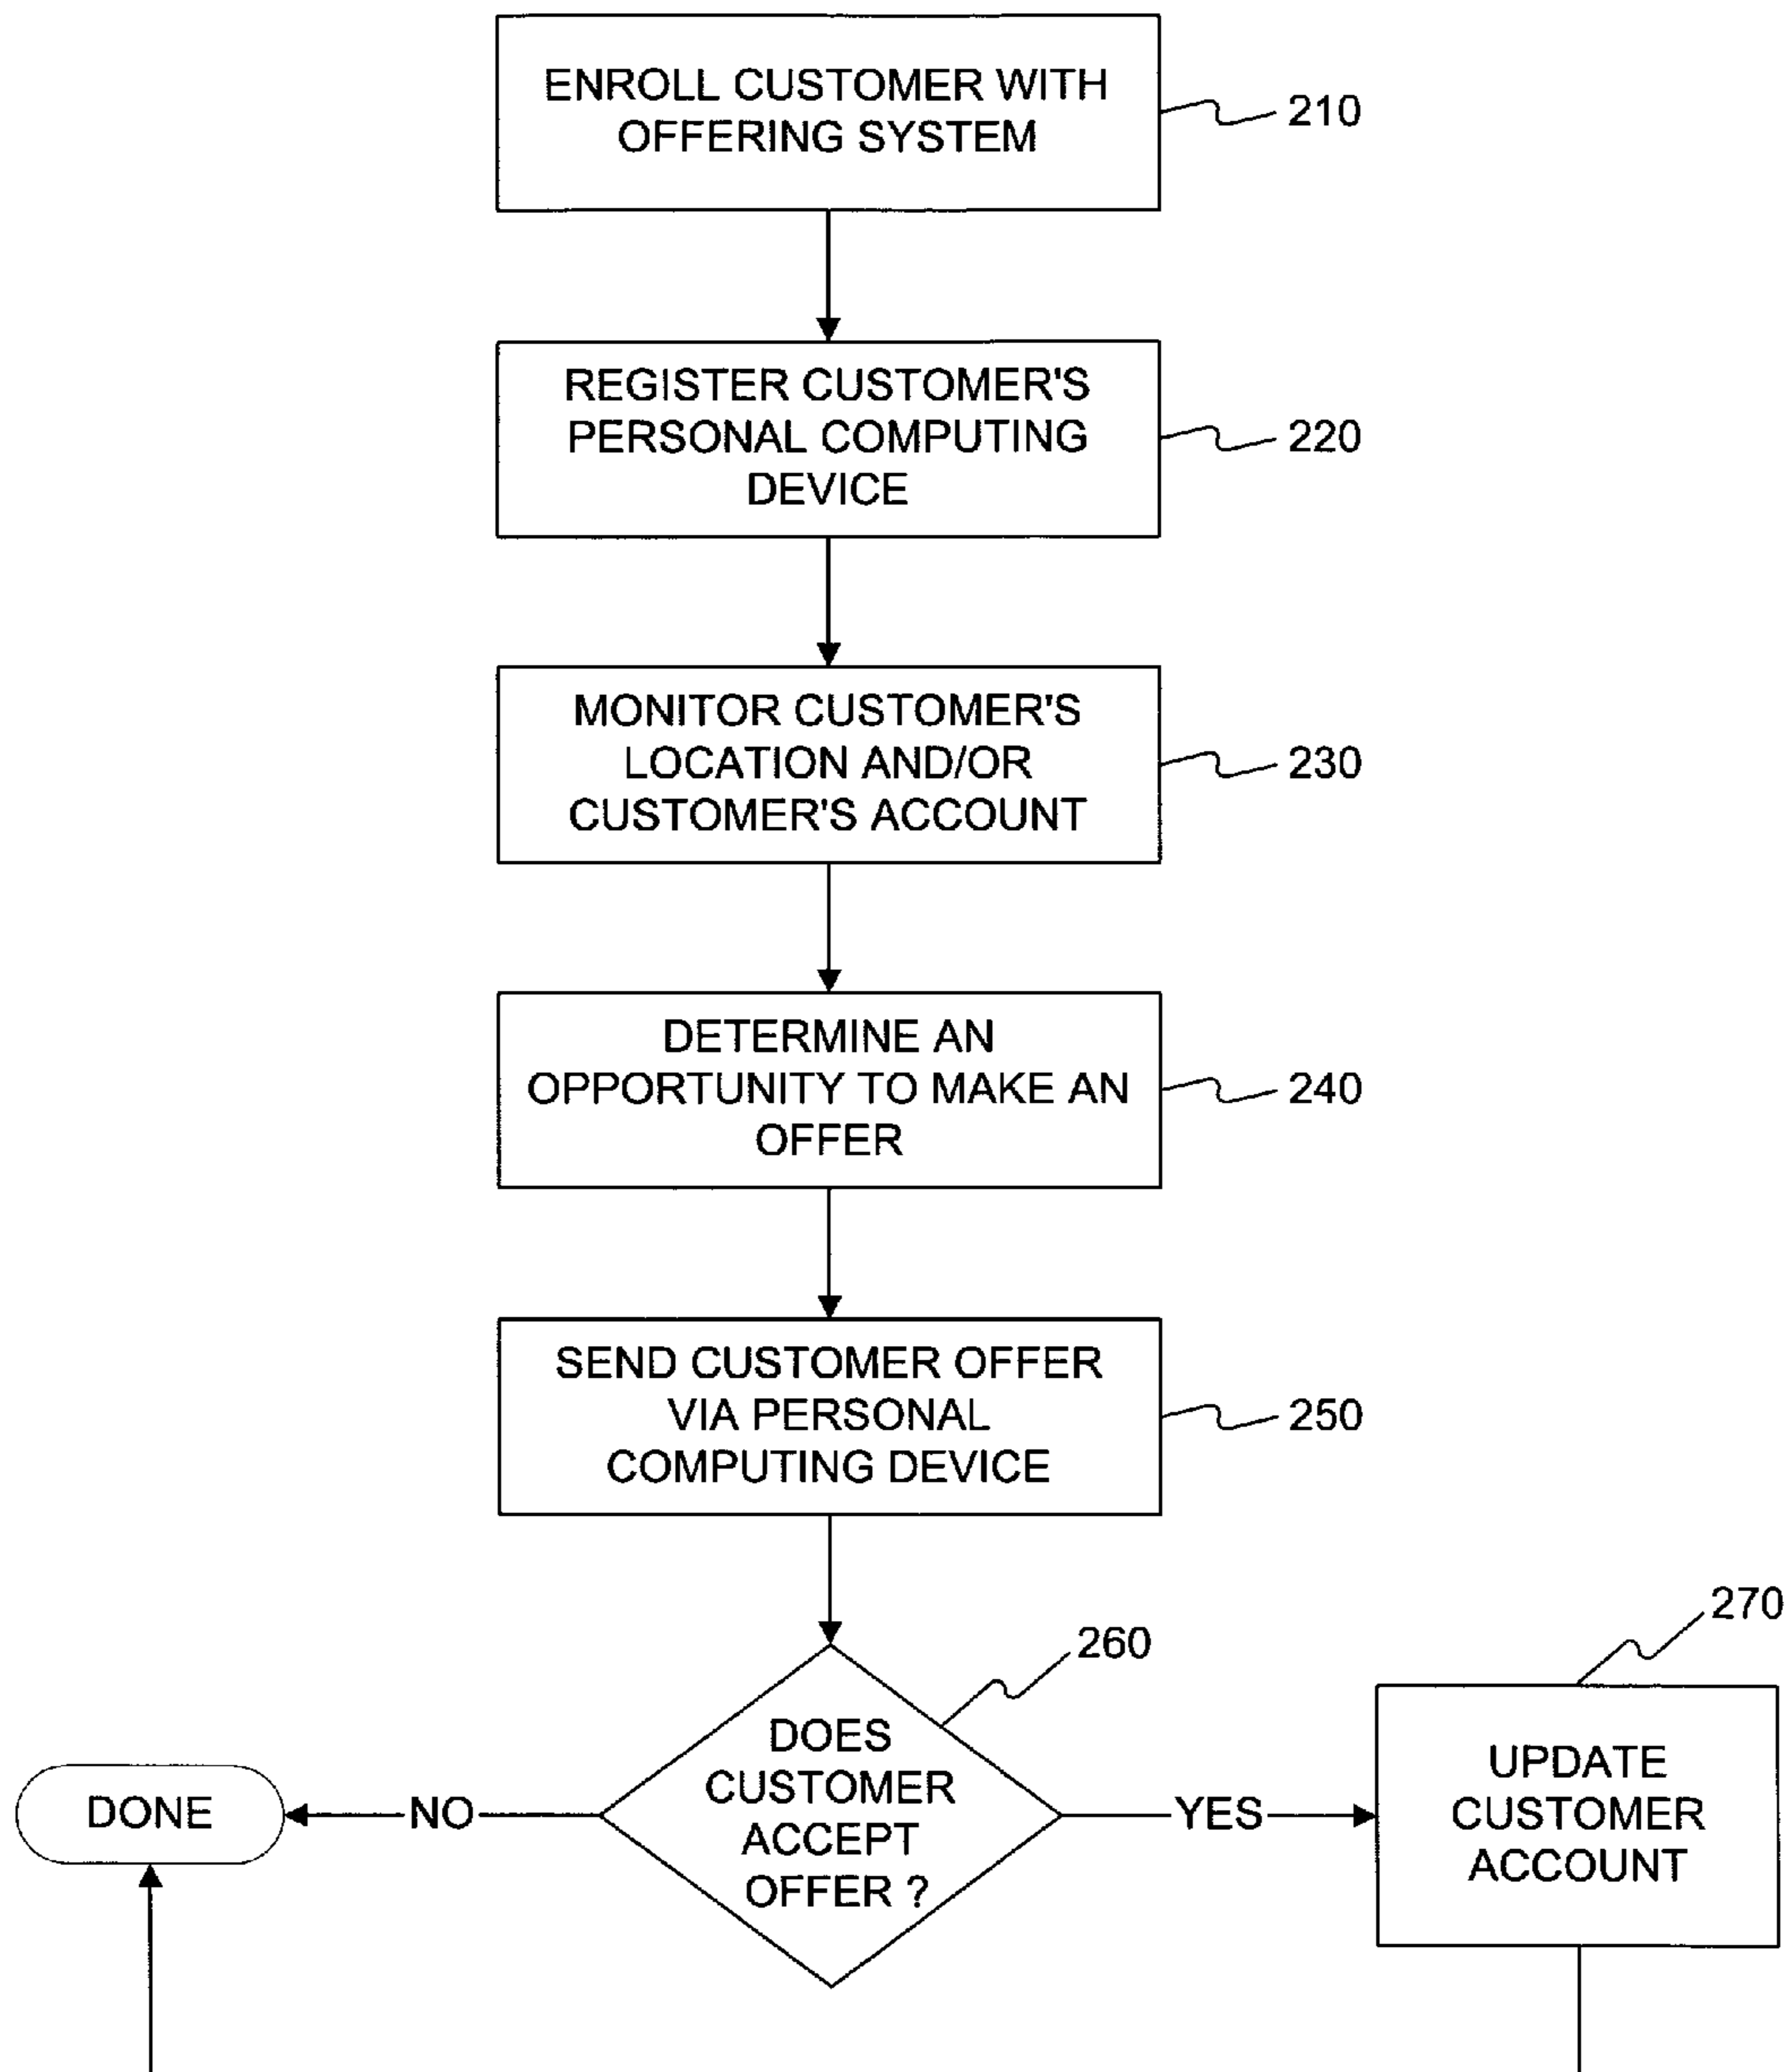 ENROLL CUSTOMER WITH
OFFERING SYSTEM
210
REGISTER CUSTOMER'S
PERSONAL COMPUTING
DEVICE
220
MONITOR CUSTOMER'S
LOCATION AND/OR
CUSTOMER'S ACCOUNT
230
DETERMINE AN
OPPORTUNITY TO MAKE AN
OFFER
240
SEND CUSTOMER OFFER
VIA PERSONAL
COMPUTING DEVICE
250
260
DOES
CUSTOMER
ACCEPT
OFFER ?
NO
DONE
YES
270
UPDATE
CUSTOMER
ACCOUNT